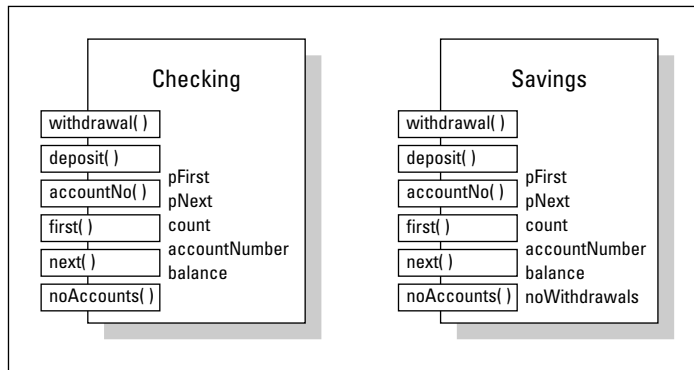 Checking
withdrawal( )
deposit( )
accountNo( )
first( )
next( )
noAccounts( )
pFirst
pNext
count
accountNumber
balance
Savings
withdrawal( )
deposit( )
accountNo( )
first( )
next( )
noAccounts( )
pFirst
pNext
count
accountNumber
balance
noWithdrawals